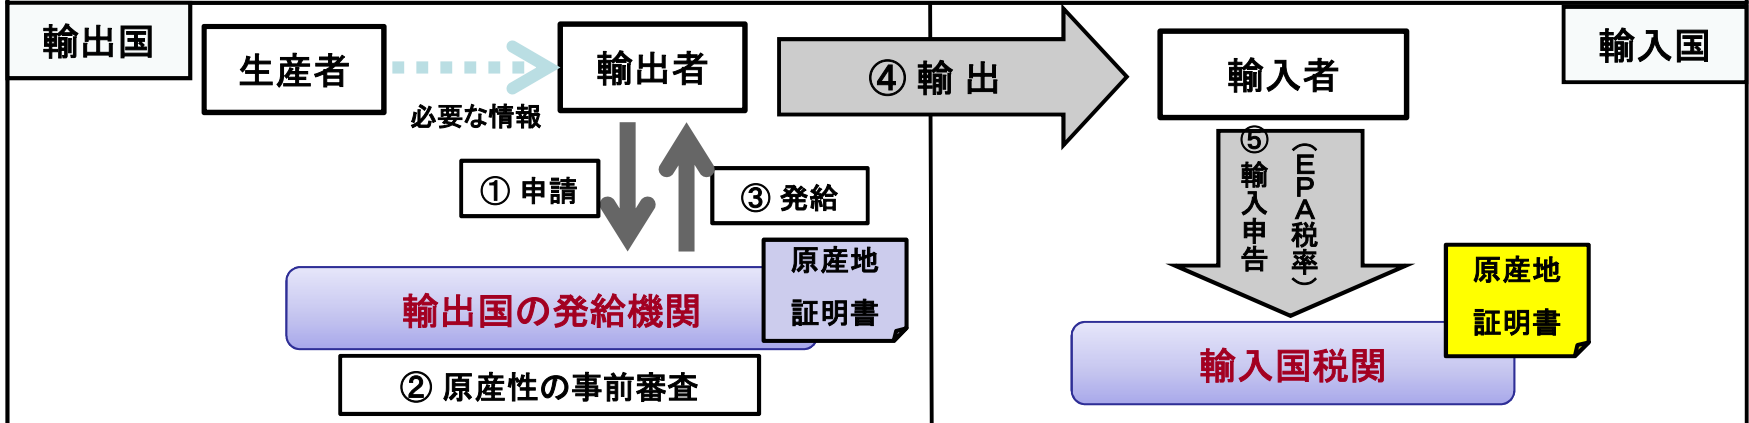 輸出国
生産者
必要な情報
輸出者
④ 輸 出
輸入者
輸入国
① 申請
③ 発給
原産地
証明書
輸出国の発給機関
② 原産性の事前審査
⑤輸入申告
（ＥＰＡ税率）
原産地
証明書
輸入国税関